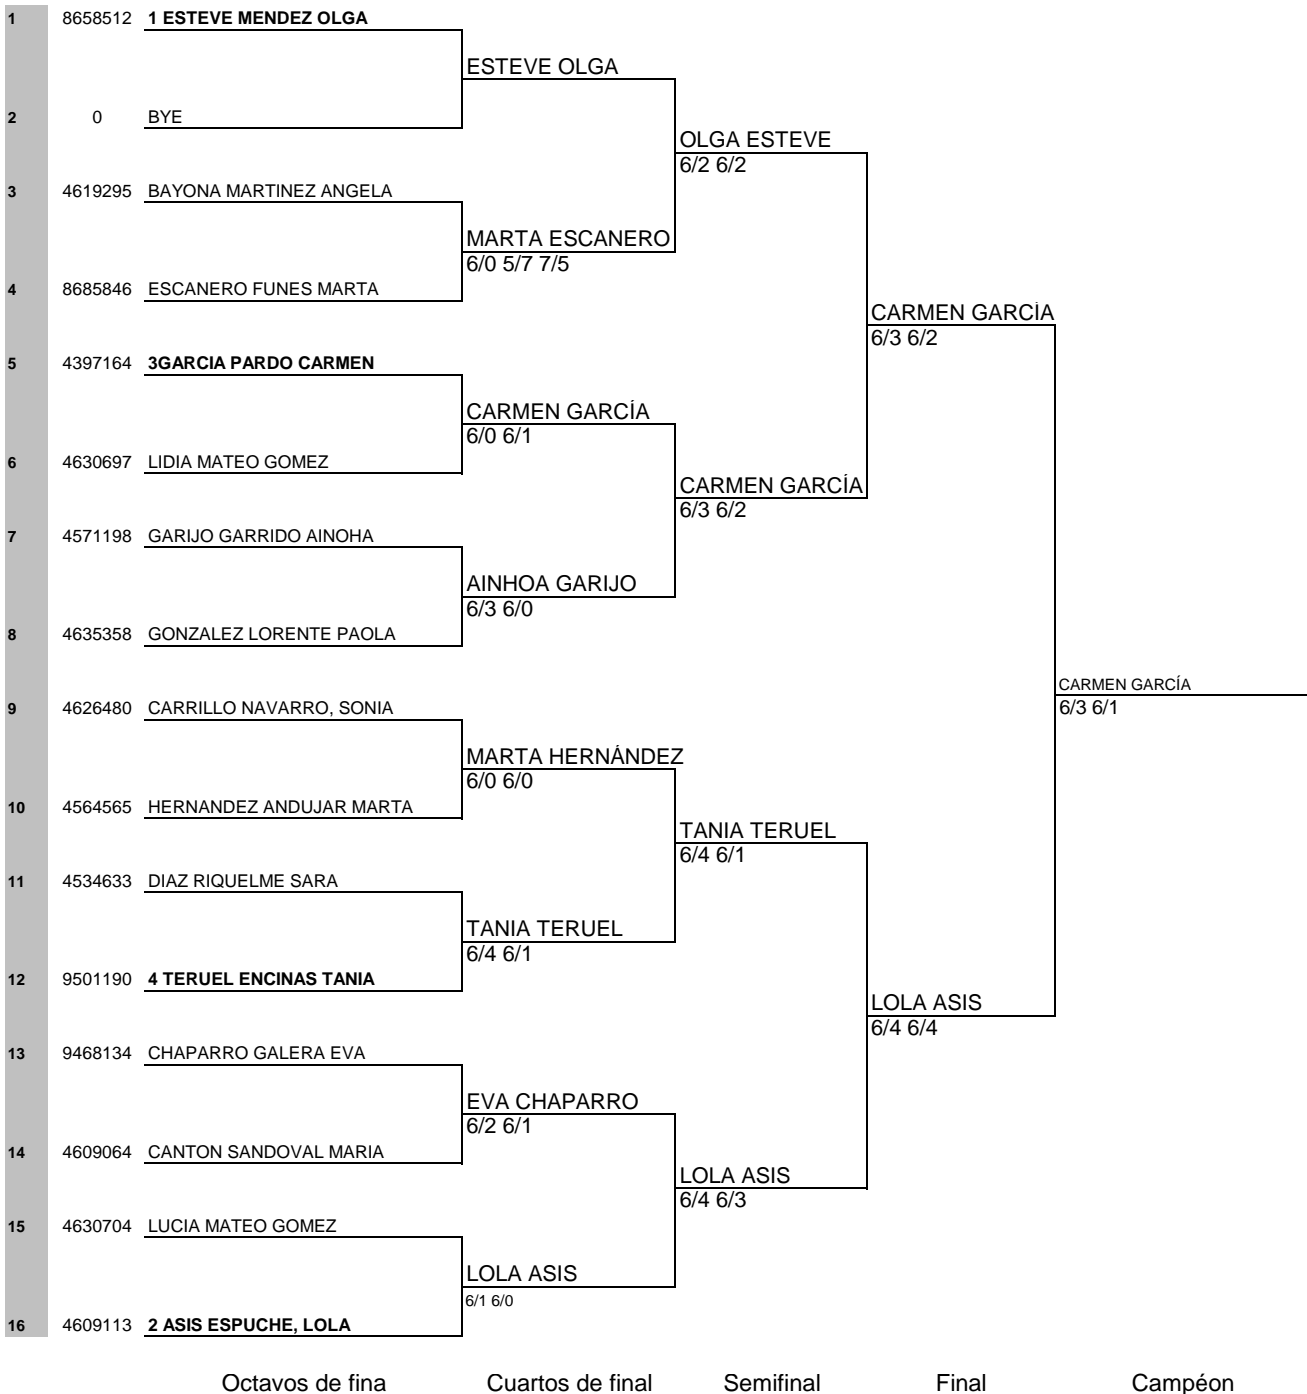 1 8658512 1 ESTEVE MENDEZ OLGA
ESTEVE OLGA
2 0 BYE
OLGA ESTEVE
6/2 6/2
3 4619295 BAYONA MARTINEZ ANGELA
MARTA ESCANERO
6/0 5/7 7/5
4 8685846 ESCANERO FUNES MARTA
CARMEN GARCÍA
6/3 6/2
5 4397164 3GARCIA PARDO CARMEN
CARMEN GARCÍA
6/0 6/1
6 4630697 LIDIA MATEO GOMEZ
CARMEN GARCÍA
6/3 6/2
7 4571198 GARIJO GARRIDO AINOHA
AINHOA GARIJO
6/3 6/0
8 4635358 GONZALEZ LORENTE PAOLA
CARMEN GARCÍA
6/3 6/1
9 4626480 CARRILLO NAVARRO, SONIA
MARTA HERNÁNDEZ
6/0 6/0
10 4564565 HERNANDEZ ANDUJAR MARTA
TANIA TERUEL
6/4 6/1
11 4534633 DIAZ RIQUELME SARA
TANIA TERUEL
6/4 6/1
12 9501190 4 TERUEL ENCINAS TANIA
LOLA ASIS
6/4 6/4
13 9468134 CHAPARRO GALERA EVA
EVA CHAPARRO
6/2 6/1
14 4609064 CANTON SANDOVAL MARIA
LOLA ASIS
6/4 6/3
15 4630704 LUCIA MATEO GOMEZ
LOLA ASIS
6/1 6/0
16 4609113 2 ASIS ESPUCHE, LOLA
Octavos de fina Cuartos de final Semifinal Final Campéon